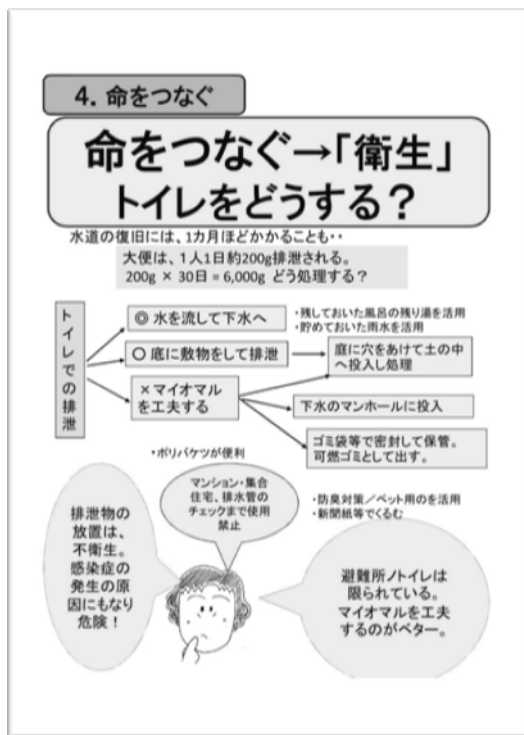 4. 命をつなぐ
命をつなぐ→「衛生」
トイレをどうする？
水道の復旧には、1カ月ほどかかることも・・
大便は、1人1日約200g排泄される。
200g × 30日 = 6,000g どう処理する？
トイレでの排泄
◎ 水を流して下水へ
・残しておいた風呂の残り湯を活用
・貯めておいた雨水を活用
○ 底に敷物をして排泄
庭に穴をあけて土の中
へ投入し処理
×マイオマル
を工夫する
下水のマンホールに投入
ゴミ袋等で密封して保管。
可燃ゴミとして出す。
・ポリバケツが便利
マンション・集合
住宅、排水管の
チェックまで使用
禁止
・防臭対策／ペット用のを活用
・新聞紙等でくるむ
排泄物の
放置は、
不衛生。
感染症の
発生の原
因にもなり
危険！
避難所ノトイレは
限られている。
マイオマルを工夫
するのがベター。